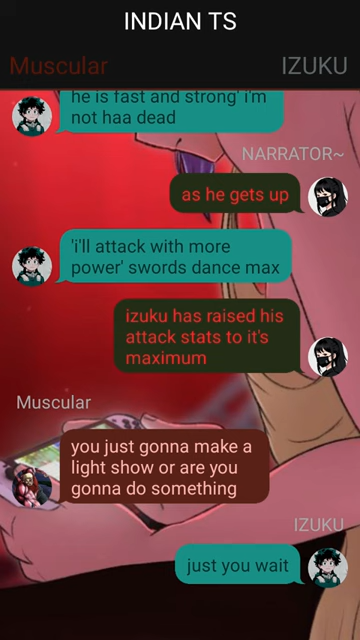 INDIAN TS
Muscular
IZUKU
he is fast and strong' i'm
not haa dead
NARRATOR~
as he gets up
'i'll attack with more
power' swords dance max
izuku has raised his
attack stats to it's
maximum
Muscular
you just gonna make a
light show or are you
gonna do something
IZUKU
just you wait